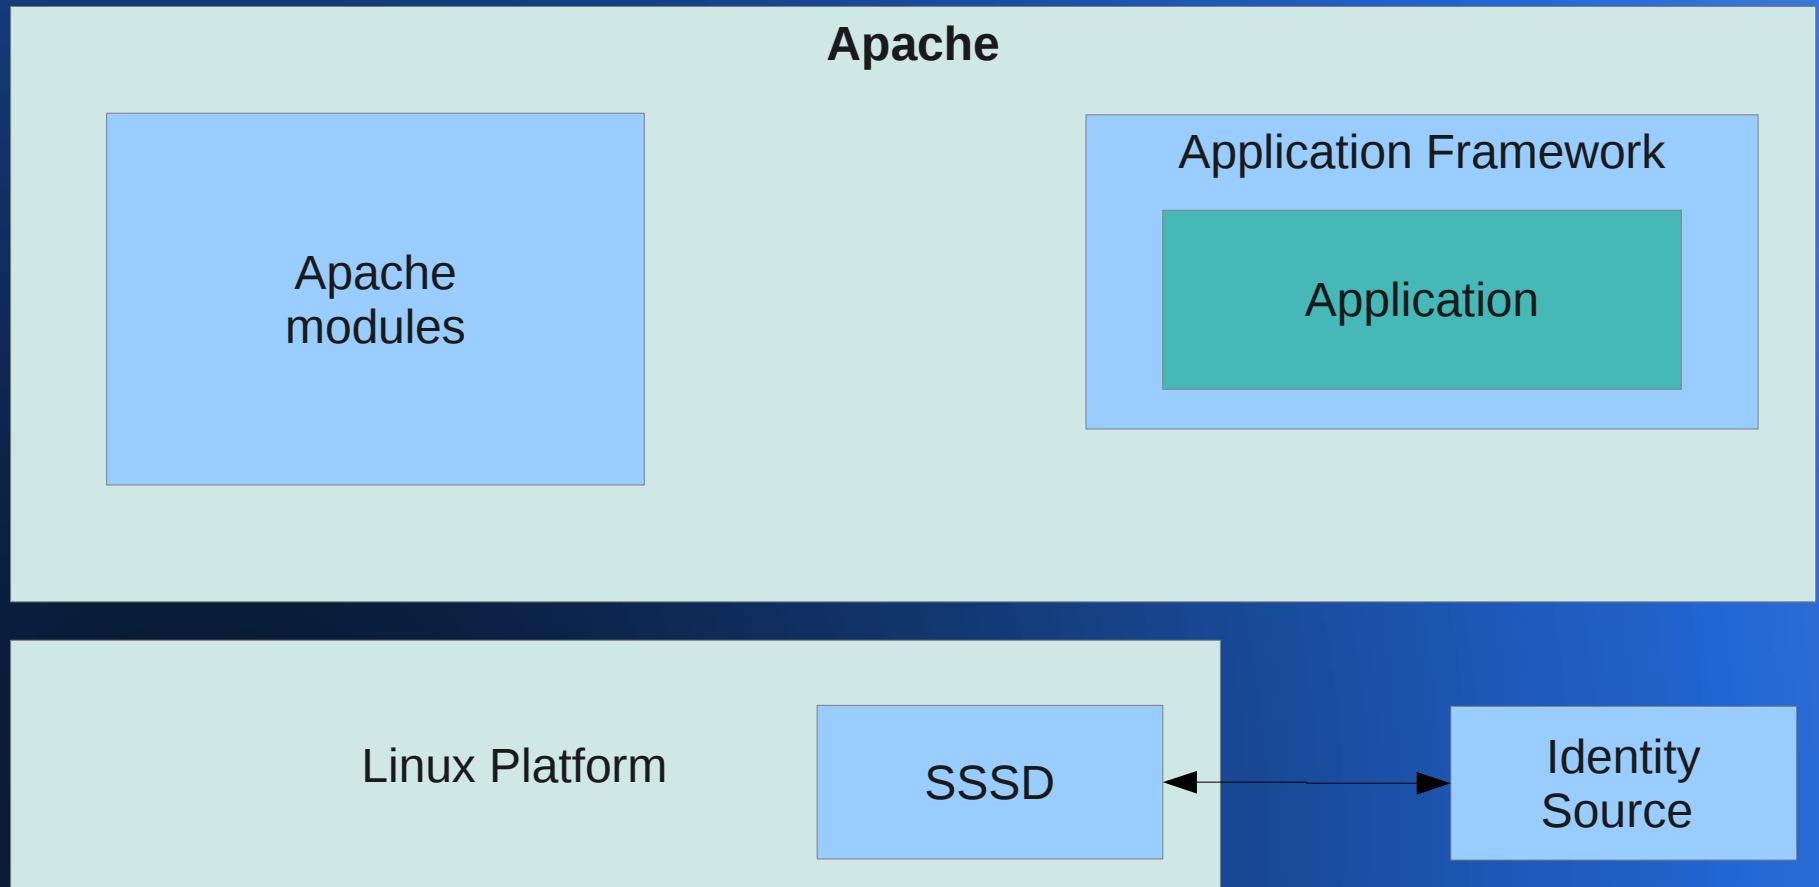 Apache
Apache
modules
Application Framework
Application
Linux Platform
SSSD
Identity
Source